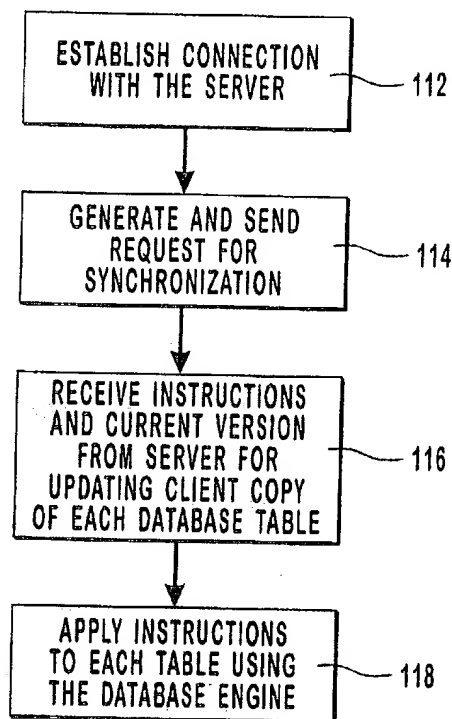 ESTABLISH CONNECTION
WITH THE SERVER
112
GENERATE AND SEND
REQUEST FOR
SYNCHRONIZATION
114
RECEIVE INSTRUCTIONS
AND CURRENT VERSION
FROM SERVER FOR
UPDATING CLIENT COPY
OF EACH DATABASE TABLE
116
APPLY INSTRUCTIONS
TO EACH TABLE USING
THE DATABASE ENGINE
118